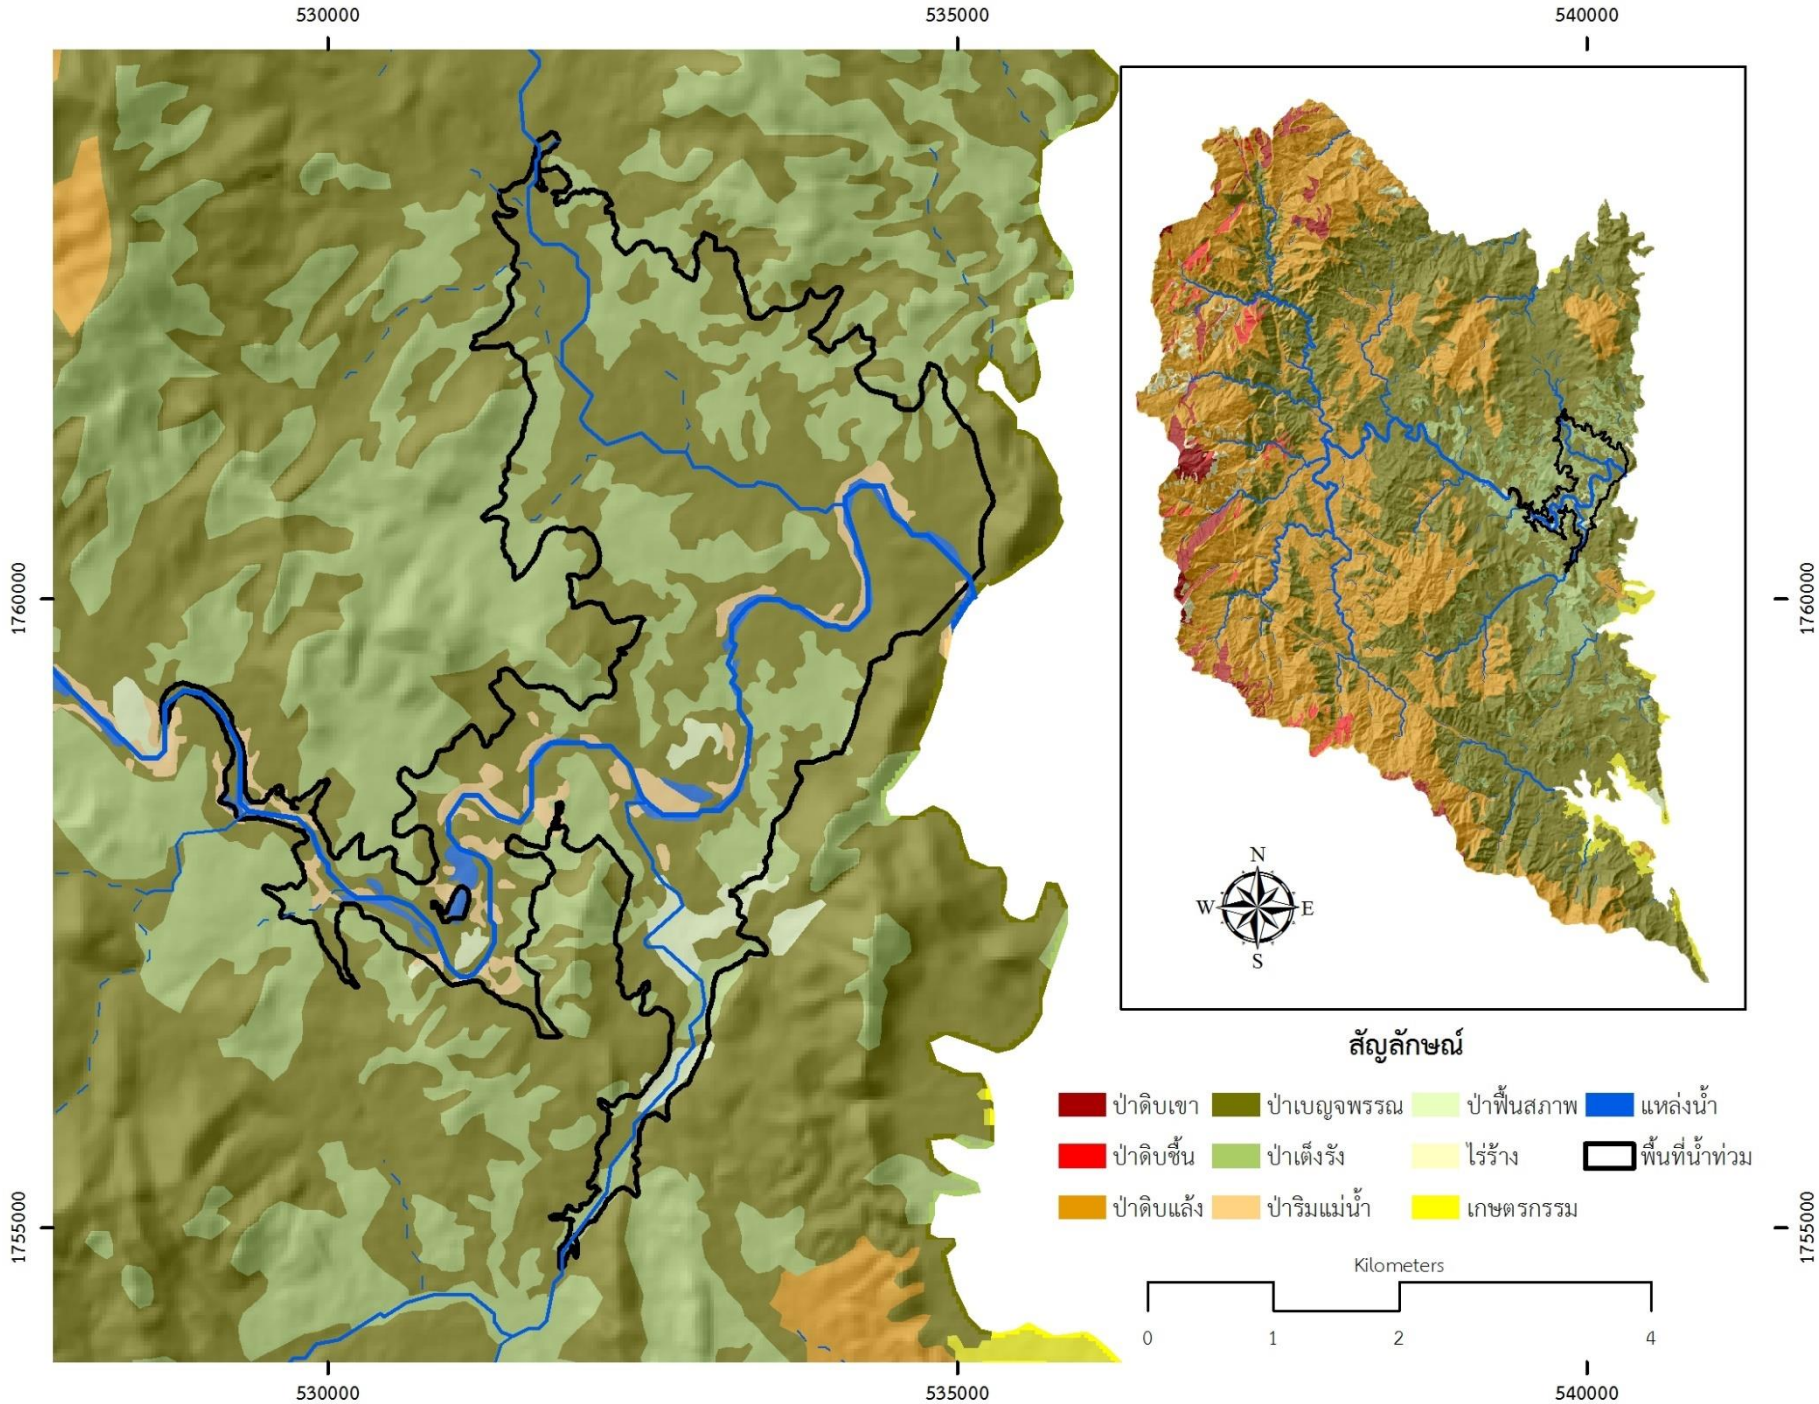 530000 535000 540000
1760000 1760000
N
W E
S
สัญลักษณ์
ป่าดิบเขา ป่าเบญจพรรณ ป่าฟื้นสภาพ แหล่งน้ำ
ป่าดิบชื้น ป่าเต็งรัง ไร่ร้าง พื้นที่น้ำท่วม
ป่าดิบแล้ง ป่าริมแม่น้ำ เกษตรกรรม
1755000 1755000
Kilometers
0 1 2 4
530000 535000 540000